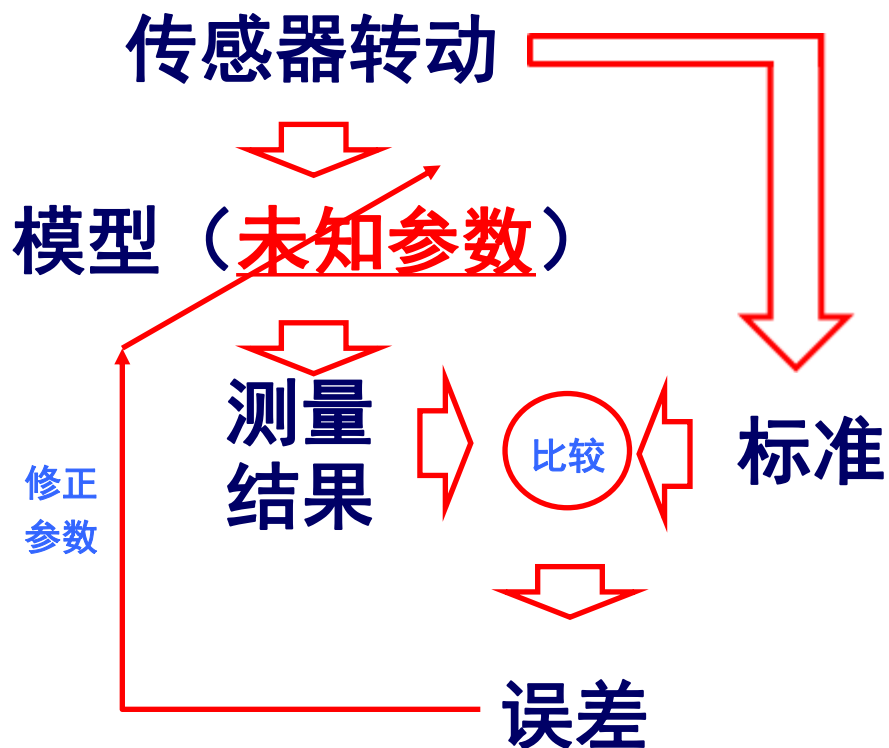 传感器转动
模型（未知参数）
测量
结果
比较
标准
修正
参数
误差